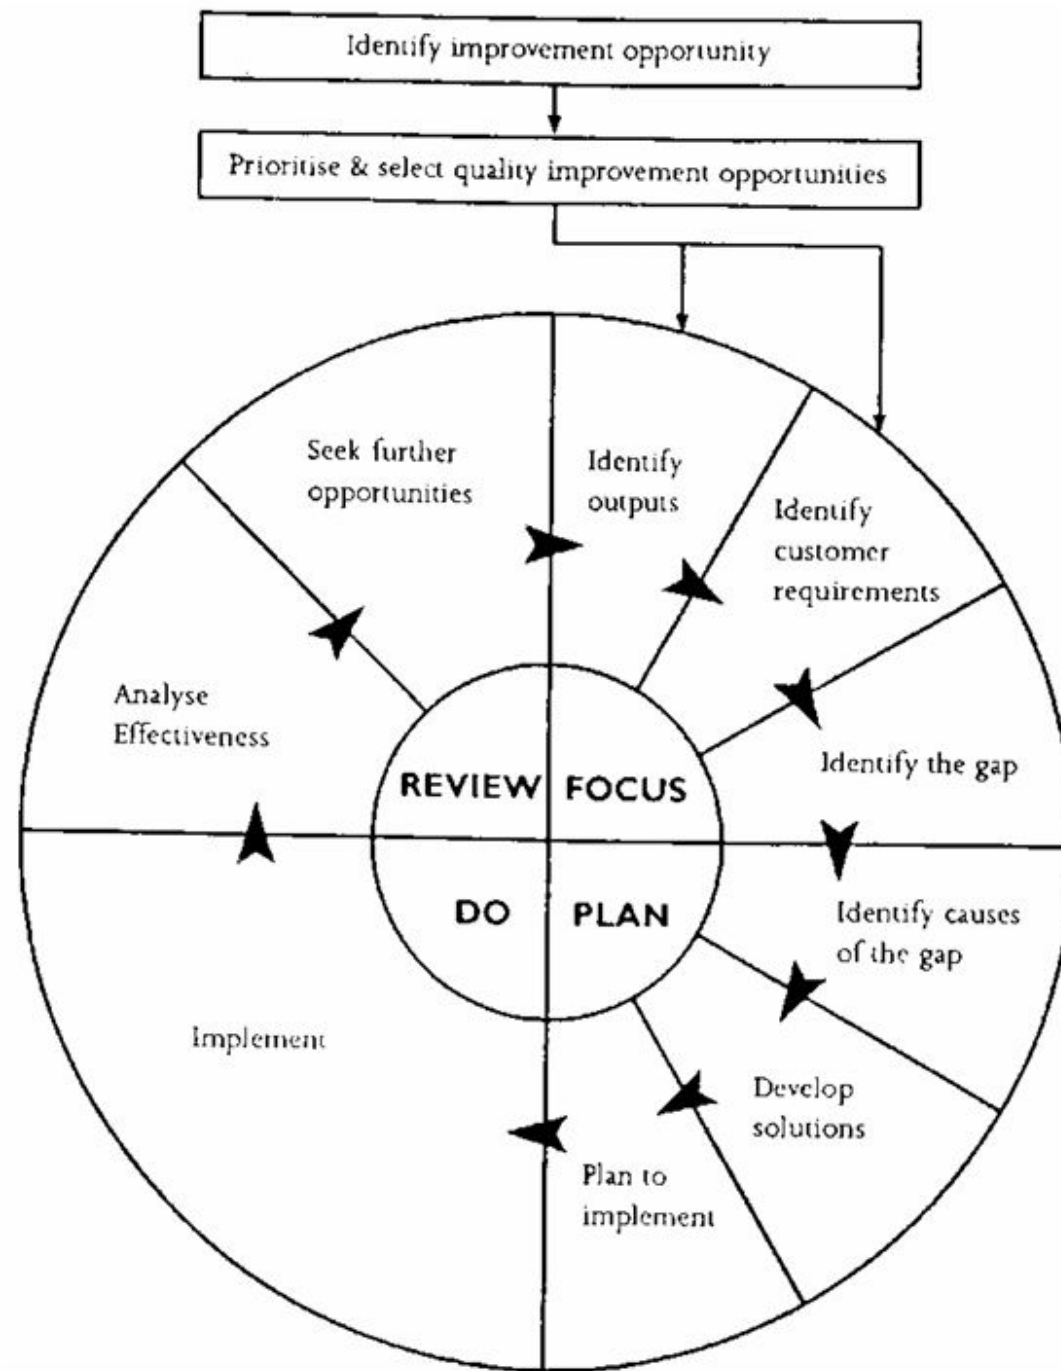 Identify improvement opportunity
Prioritise & select quality improvement opportunities
Seek further
opportunities
Identify
outputs
Identify
customer
requirements
Identify the gap
Identify causes
of the gap
Develop
solutions
Plan to
implement
Implement
Analyse
Effectiveness
REVIEW
FOCUS
DO
PLAN